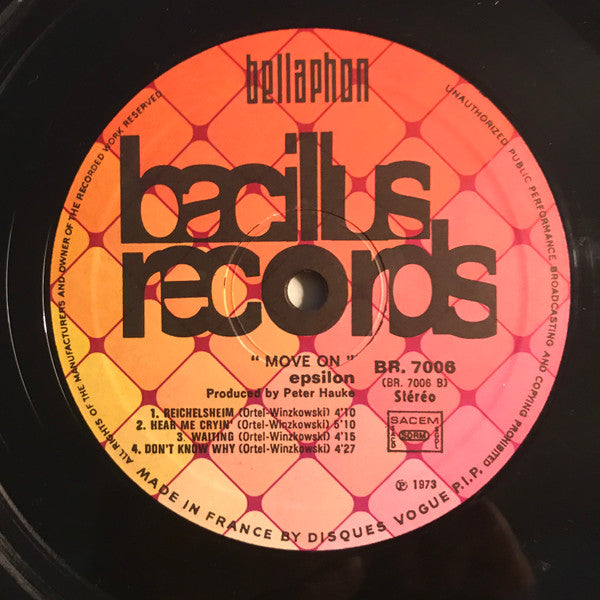 bellaphon
bacillus
records
" MOVE ON "
epsilon
Produced by Peter Hauke
BR. 7006
(BR. 7006 B)
Stéréo
1. REICHELSHEIM (Ortel-Winzkowski) 4'10
2. HEAR ME CRYIN' (Ortel-Winzkowski) 5'10
3. WAITING (Ortel-Winzkowski) 4'15
4. DON'T KNOW WHY (Ortel-Winzkowski) 4'27
SACEM
SDRM
℗ 1973
ALL RIGHTS OF THE MANUFACTURERS AND OWNER OF THE RECORDED WORK RESERVED
UNAUTHORIZED PUBLIC PERFORMANCE BROADCASTING AND COPYING PROHIBITED
MADE IN FRANCE BY DISQUES VOGUE P.I.P.